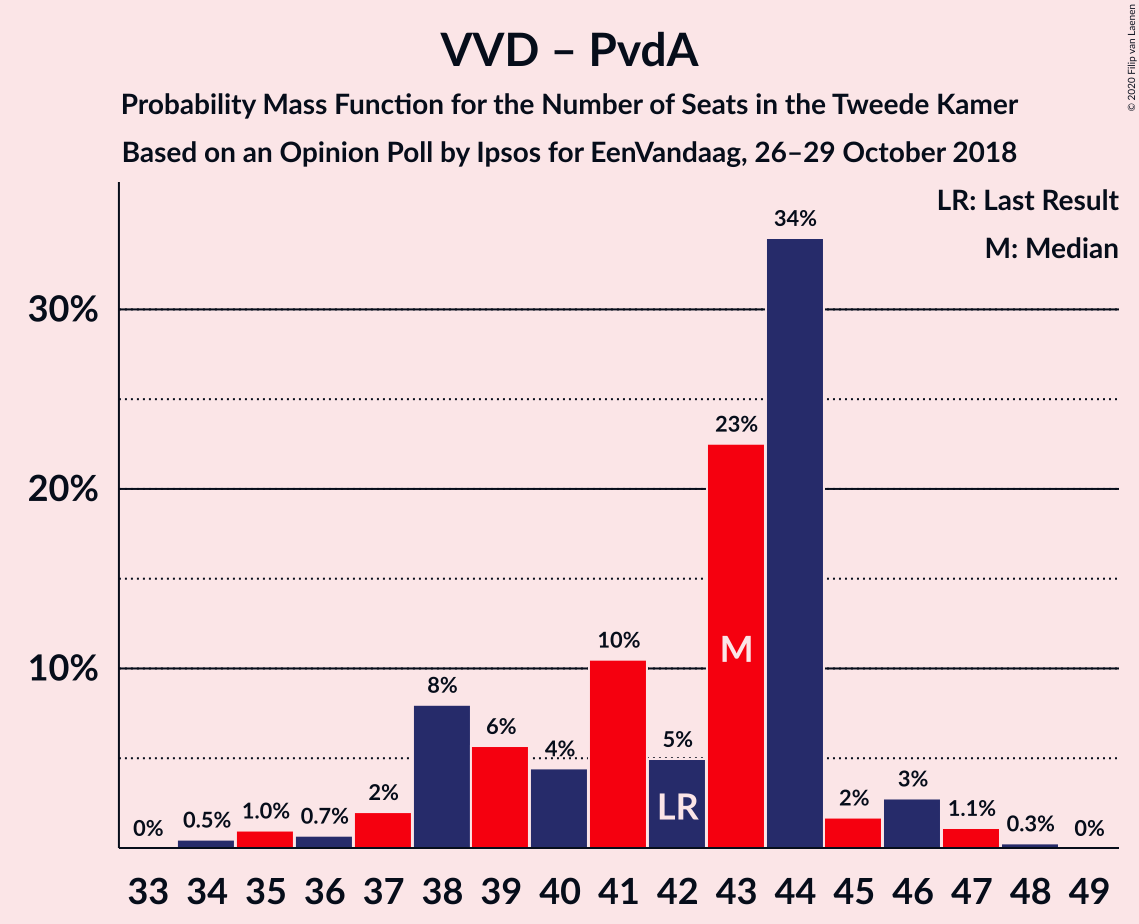 VVD – PvdA
Probability Mass Function for the Number of Seats in the Tweede Kamer
Based on an Opinion Poll by Ipsos for EenVandaag, 26–29 October 2018
© 2020 Filip van Laenen
LR: Last Result
M: Median
30%
20%
10%
0%
0.5%
1.0%
0.7%
2%
8%
6%
4%
10%
5%
23%
34%
2%
3%
1.1%
0.3%
0%
M
LR
33 34 35 36 37 38 39 40 41 42 43 44 45 46 47 48 49